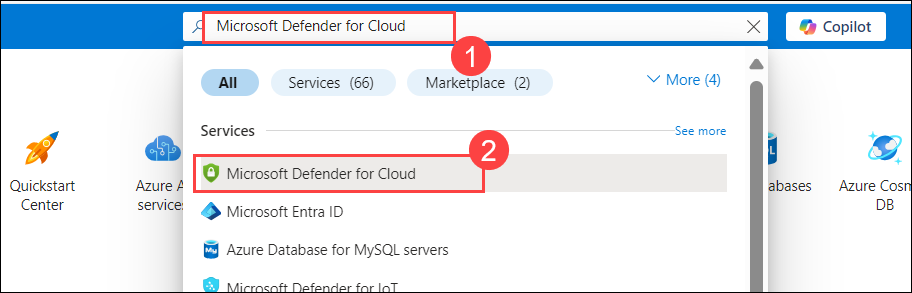 Microsoft Defender for Cloud
Copilot
1
All
Services (66)
Marketplace (2)
More (4)
Services
See more
2
Microsoft Defender for Cloud
Microsoft Entra ID
Azure Database for MySQL servers
Microsoft Defender for IoT
Quickstart
Center
Azure A
services
SQL
abases
Azure Cosm
DB
My